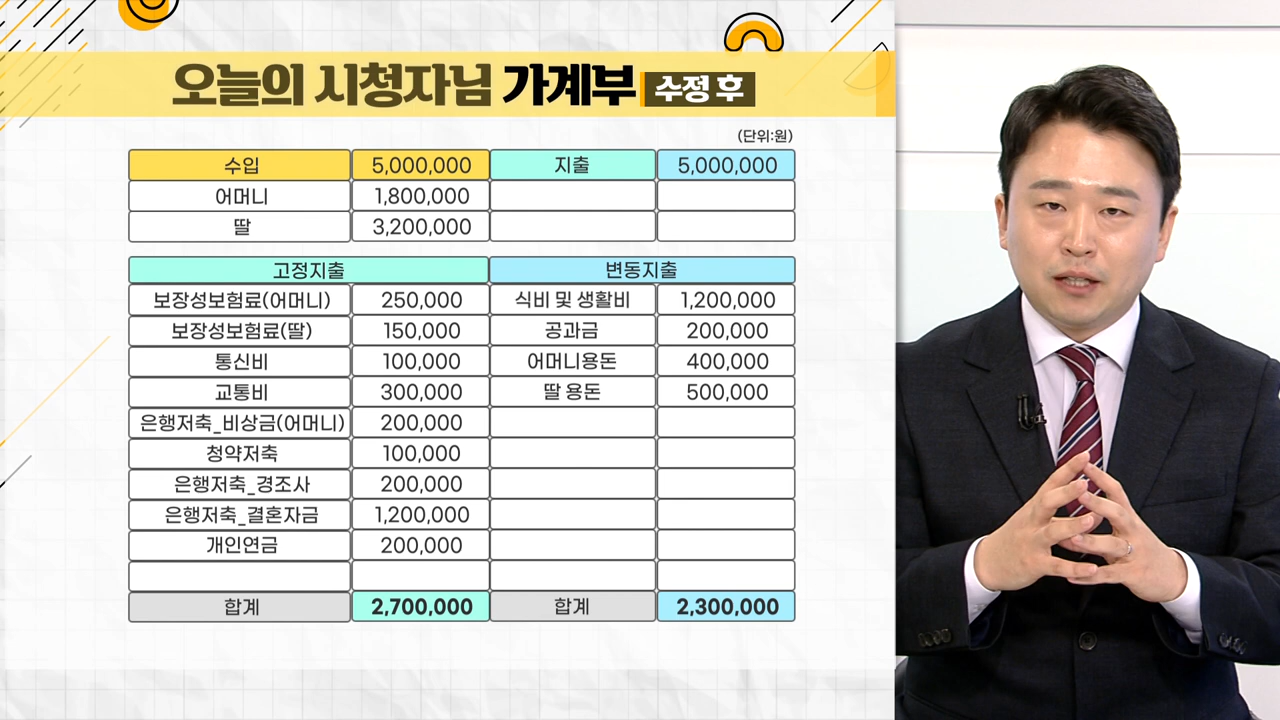 오늘의 시청자님 가계부 수정 후
(단위:원)
수입 5,000,000 지출 5,000,000
어머니 1,800,000
딸 3,200,000
고정지출 변동지출
보장성보험료(어머니) 250,000 식비 및 생활비 1,200,000
보장성보험료(딸) 150,000 공과금 200,000
통신비 100,000 어머니용돈 400,000
교통비 300,000 딸 용돈 500,000
은행저축_비상금(어머니) 200,000
청약저축 100,000
은행저축_경조사 200,000
은행저축_결혼자금 1,200,000
개인연금 200,000
합계 2,700,000 합계 2,300,000